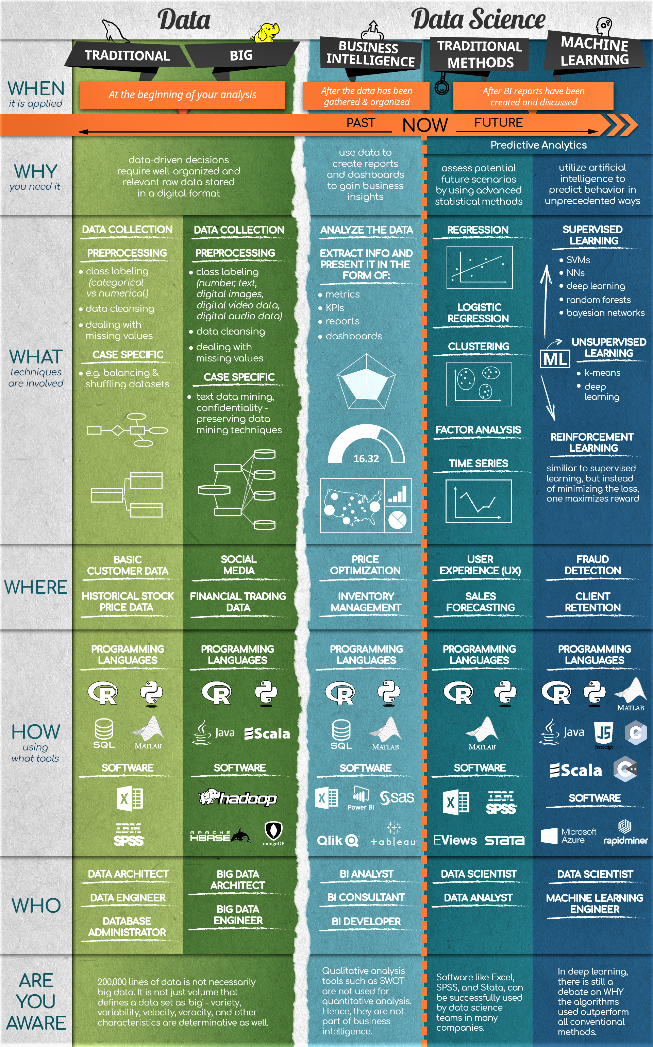 Data
Data Science
TRADITIONAL
BIG
BUSINESS
INTELLIGENCE
TRADITIONAL
METHODS
MACHINE
LEARNING
WHEN
it is applied
At the beginning of your analysis
After the data has been
gathered & organized
After BI reports have been
created and discussed
PAST
NOW
FUTURE
Predictive Analytics
WHY
you need it
data-driven decisions
require well organized and
relevant raw data stored
in a digital format
use data to
create reports
and dashboards
to gain business
insights
assess potential
future scenarios
by using advanced
statistical methods
utilize artificial
intelligence to
predict behavior in
unprecedented ways
WHAT
techniques
are involved
DATA COLLECTION
PREPROCESSING
• class labeling
(categorical
vs numerical)
• data cleansing
• dealing with
missing values
CASE SPECIFIC
• e.g. balancing &
shuffling datasets
DATA COLLECTION
PREPROCESSING
• class labeling
(number, text,
digital images,
digital video data,
digital audio data)
• data cleansing
• dealing with
missing values
CASE SPECIFIC
• text data mining,
confidentiality -
preserving data
mining techniques
ANALYZE THE DATA
EXTRACT INFO AND
PRESENT IT IN THE
FORM OF:
• metrics
• KPIs
• reports
• dashboards
16.32
REGRESSION
LOGISTIC
REGRESSION
CLUSTERING
FACTOR ANALYSIS
TIME SERIES
SUPERVISED
LEARNING
• SVMs
• NNs
• deep learning
• random forests
• bayesian networks
ML
UNSUPERVISED
LEARNING
• k-means
• deep
learning
REINFORCEMENT
LEARNING
similiar to supervised
learning, but instead
of minimizing the loss,
one maximizes reward
WHERE
BASIC
CUSTOMER DATA
HISTORICAL STOCK
PRICE DATA
SOCIAL
MEDIA
FINANCIAL TRADING
DATA
PRICE
OPTIMIZATION
INVENTORY
MANAGEMENT
USER
EXPERIENCE (UX)
SALES
FORECASTING
FRAUD
DETECTION
CLIENT
RETENTION
HOW
using
what tools
PROGRAMMING
LANGUAGES
R
SQL
MATLAB
SOFTWARE
X
IBM
SPSS
PROGRAMMING
LANGUAGES
R
Java
Scala
SOFTWARE
hadoop
APACHE
HBASE
mongoDB
PROGRAMMING
LANGUAGES
R
SQL
MATLAB
SOFTWARE
X
Power BI
sas
Qlik
+ableau
PROGRAMMING
LANGUAGES
R
MATLAB
SOFTWARE
X
IBM
SPSS
EViews
STATA
PROGRAMMING
LANGUAGES
R
MATLAB
Java
JS
C
Scala
C++
SOFTWARE
Microsoft
Azure
rapidminer
WHO
DATA ARCHITECT
DATA ENGINEER
DATABASE
ADMINISTRATOR
BIG DATA
ARCHITECT
BIG DATA
ENGINEER
BI ANALYST
BI CONSULTANT
BI DEVELOPER
DATA SCIENTIST
DATA ANALYST
DATA SCIENTIST
MACHINE LEARNING
ENGINEER
ARE
YOU
AWARE
200,000 lines of data is not necessarily
big data. It is not just volume that
defines a data set as 'big' - variety,
variability, velocity, veracity, and other
characteristics are determinative as well.
Qualitative analysis
tools such as SWOT
are not used for
quantitative analysis.
Hence, they are not
part of business
intelligence.
Software like Excel,
SPSS, and Stata, can
be successfully used
by data science
teams in many
companies.
In deep learning,
there is still a
debate on WHY
the algorithms
used outperform
all conventional
methods.